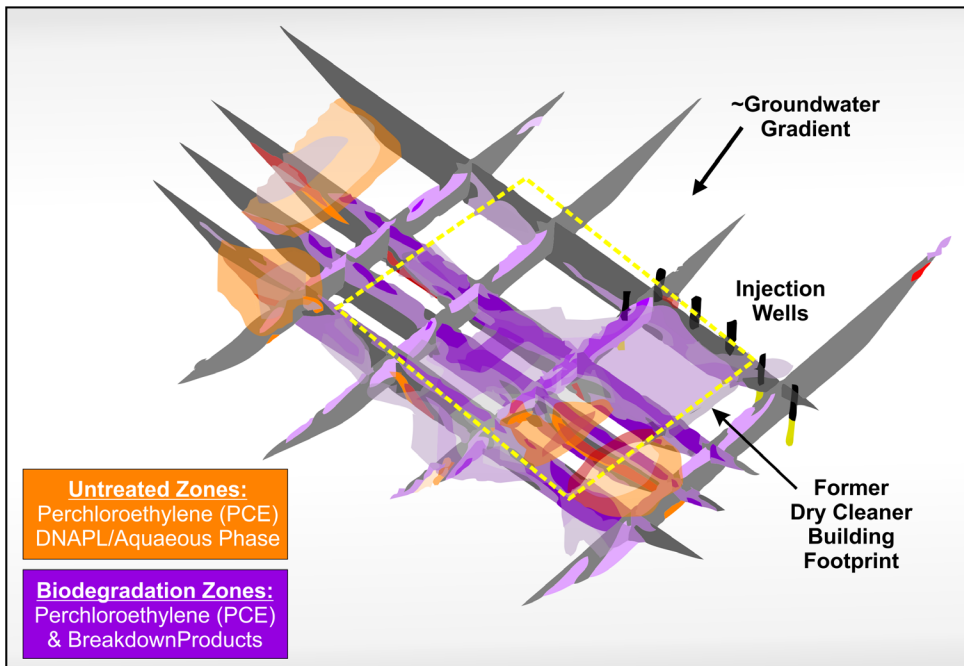 ~Groundwater
Gradient
Injection
Wells
Former
Dry Cleaner
Building
Footprint
Untreated Zones:
Perchloroethylene (PCE)
DNAPL/Aquaeous Phase
Biodegradation Zones:
Perchloroethylene (PCE)
& BreakdownProducts